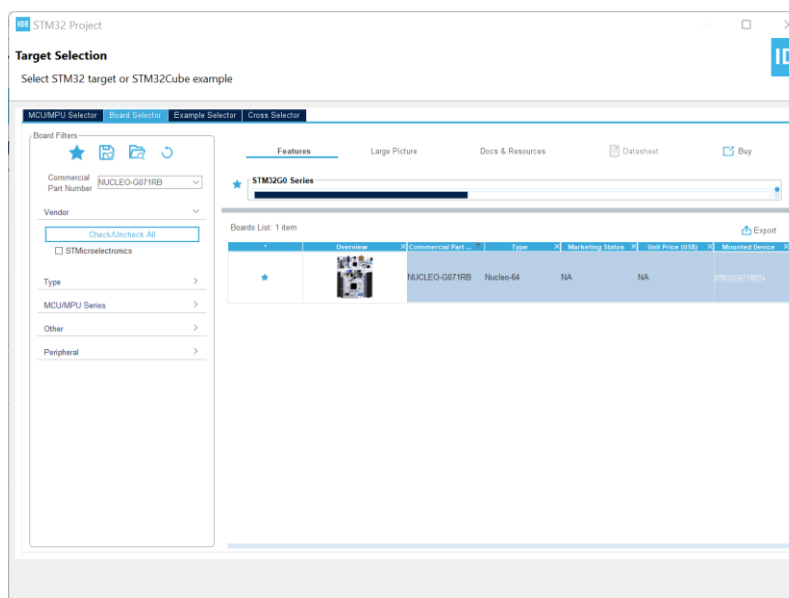 IDE STM32 Project
Target Selection
Select STM32 target or STM32Cube example
MCU/MPU Selector Board Selector Example Selector Cross Selector
Board Filters
Commercial Part Number NUCLEO-G071RB
Vendor
Check/Uncheck All
STMicroelectronics
Type
MCU/MPU Series
Other
Peripheral
Features Large Picture Docs & Resources Datasheet Buy
STM32G0 Series
Boards List: 1 item
Export
* Overview X Commercial Part ... Type X Marketing Status X Unit Price (US$) X Mounted Device
NUCLEO-G071RB Nucleo-64 NA NA STM32G071RBTx